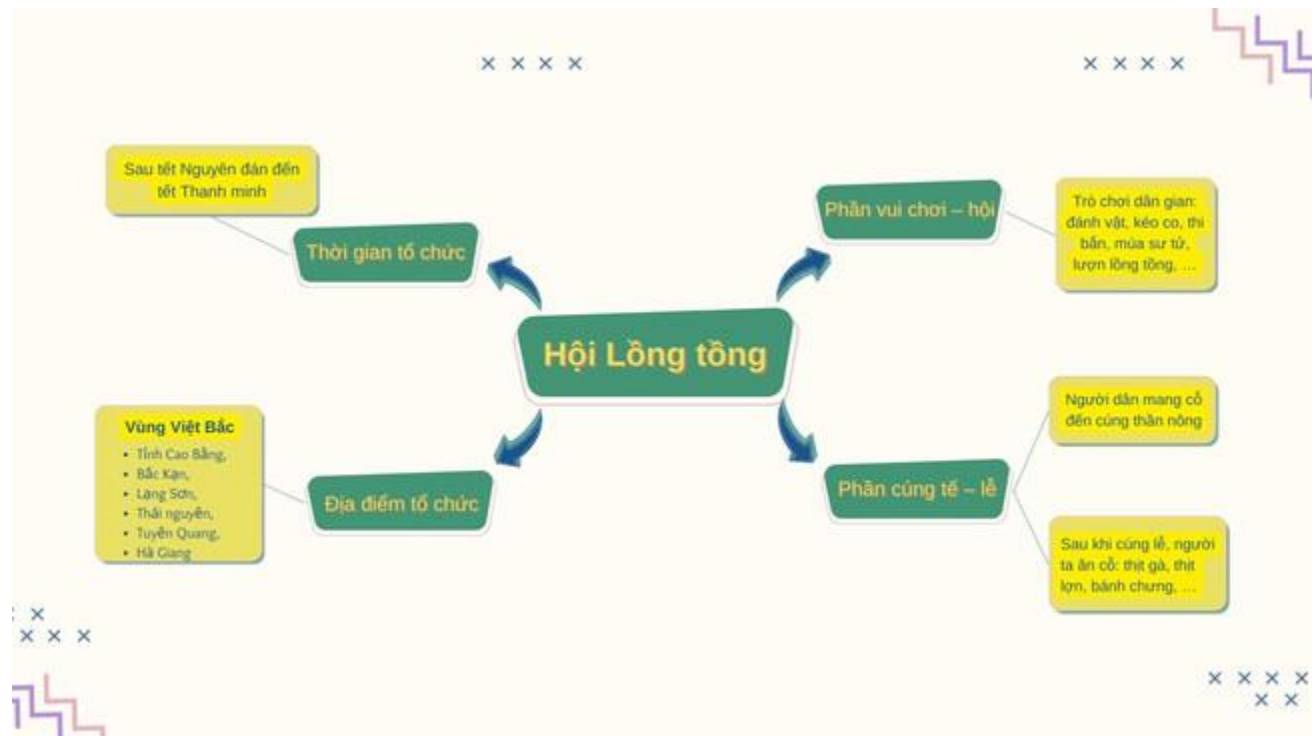 Hội Lồng tồng
Thời gian tổ chức
Sau tết Nguyên đán đến
tết Thanh minh
Địa điểm tổ chức
Vùng Việt Bắc
• Tỉnh Cao Bằng,
• Bắc Kạn,
• Lạng Sơn,
• Thái nguyên,
• Tuyên Quang,
• Hà Giang
Phần vui chơi – hội
Trò chơi dân gian:
đánh vật, kéo co, thi
bắn, múa sư tử,
lượn lồng tồng, ...
Phần cúng tế – lễ
Người dân mang cỗ
đến cúng thần nông
Sau khi cúng lễ, người
ta ăn cỗ: thịt gà, thịt
lợn, bánh chưng, ...